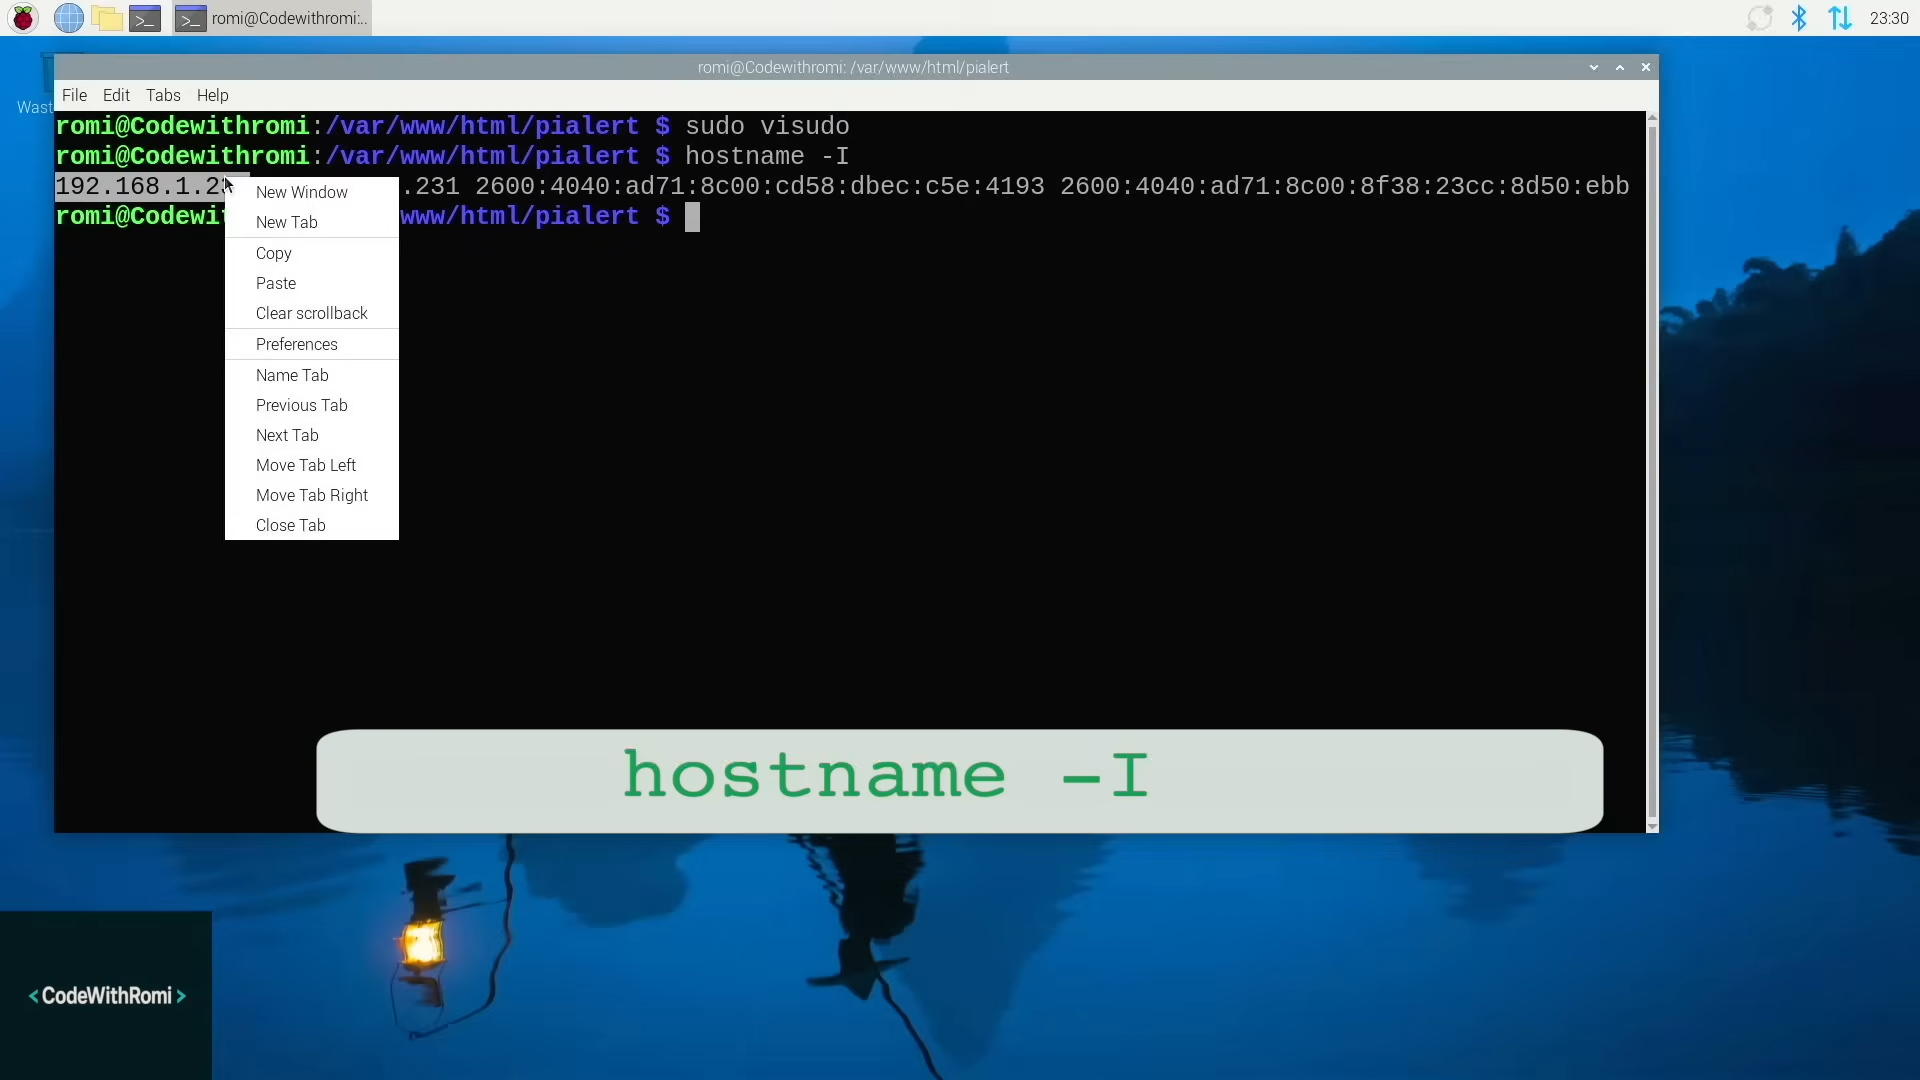 romi@Codewithromi:..
23:30
Wast
romi@Codewithromi: /var/www/html/pialert
File Edit Tabs Help
romi@Codewithromi:/var/www/html/pialert $ sudo visudo
romi@Codewithromi:/var/www/html/pialert $ hostname -I
192.168.1.23 .231 2600:4040:ad71:8c00:cd58:dbec:c5e:4193 2600:4040:ad71:8c00:8f38:23cc:8d50:ebb
romi@Codewit www/html/pialert $
New Window
New Tab
Copy
Paste
Clear scrollback
Preferences
Name Tab
Previous Tab
Next Tab
Move Tab Left
Move Tab Right
Close Tab
hostname -I
<CodeWithRomi>